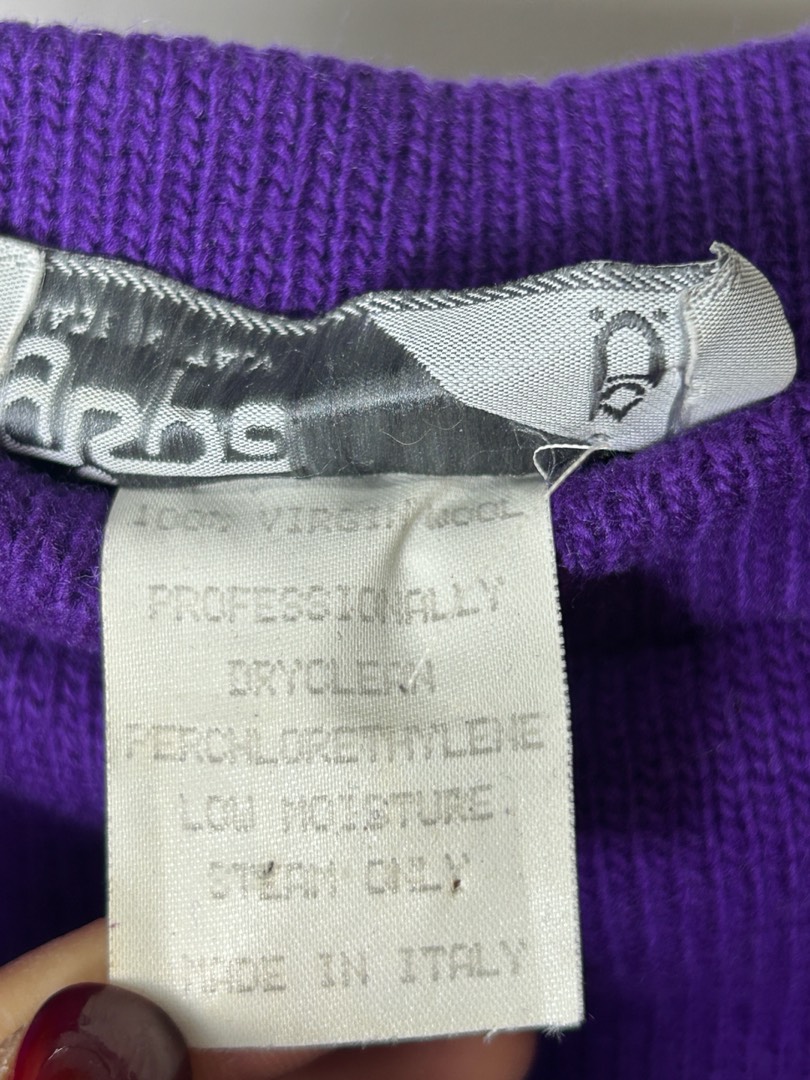 100% VIRGIN WOOL
PROFESSIONALLY
DRYCLEAN
PERCHLORETHYLENE
LOW MOISTURE
STEAM ONLY
MADE IN ITALY